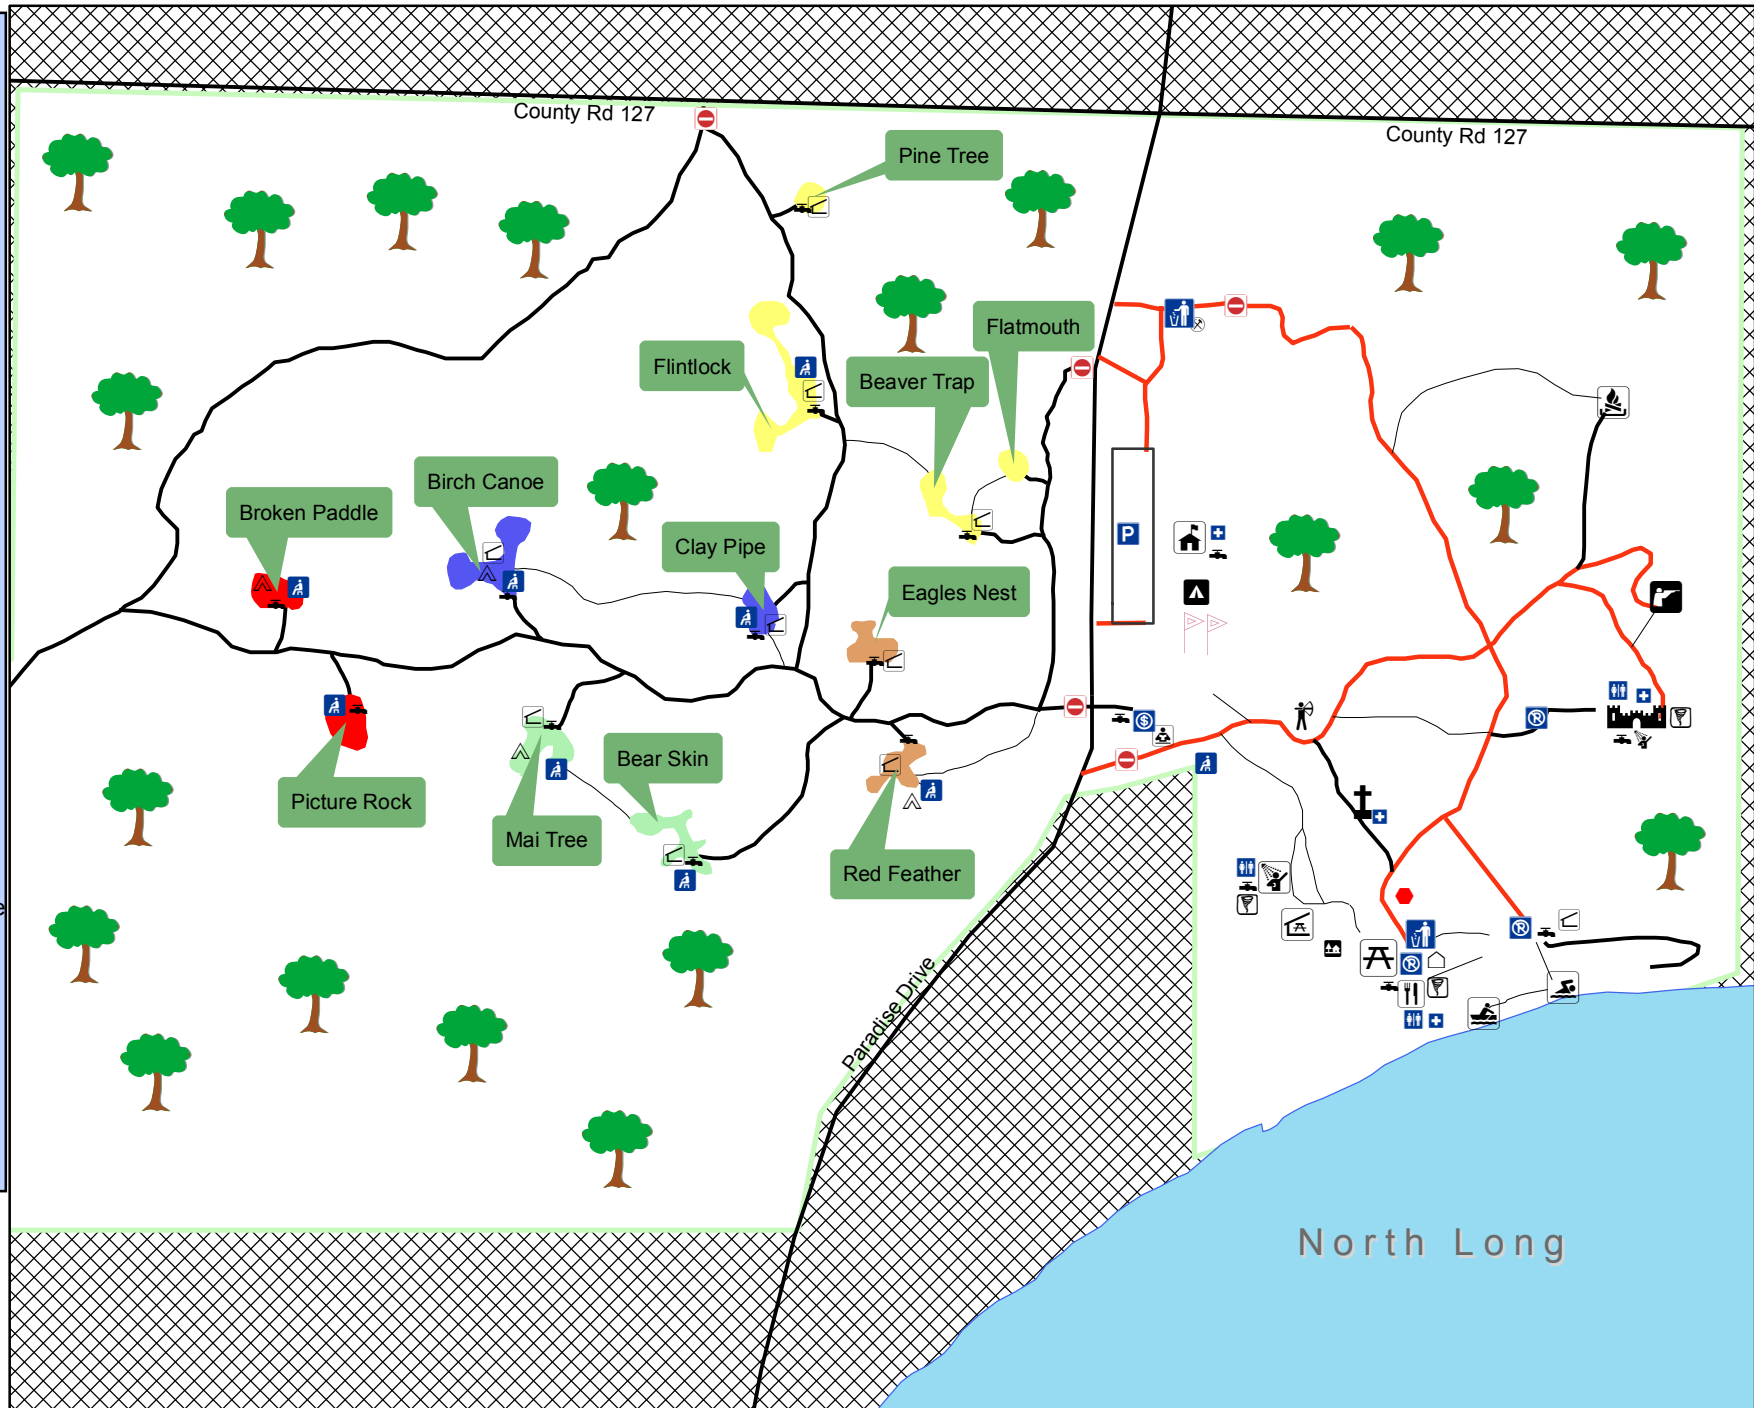 County Rd 127
County Rd 127
Pine Tree
Flatmouth
Flintlock
Beaver Trap
Birch Canoe
Broken Paddle
P
Clay Pipe
Eagles Nest
Bear Skin
Picture Rock
Mai Tree
Red Feather
Paradise Drive
North Long